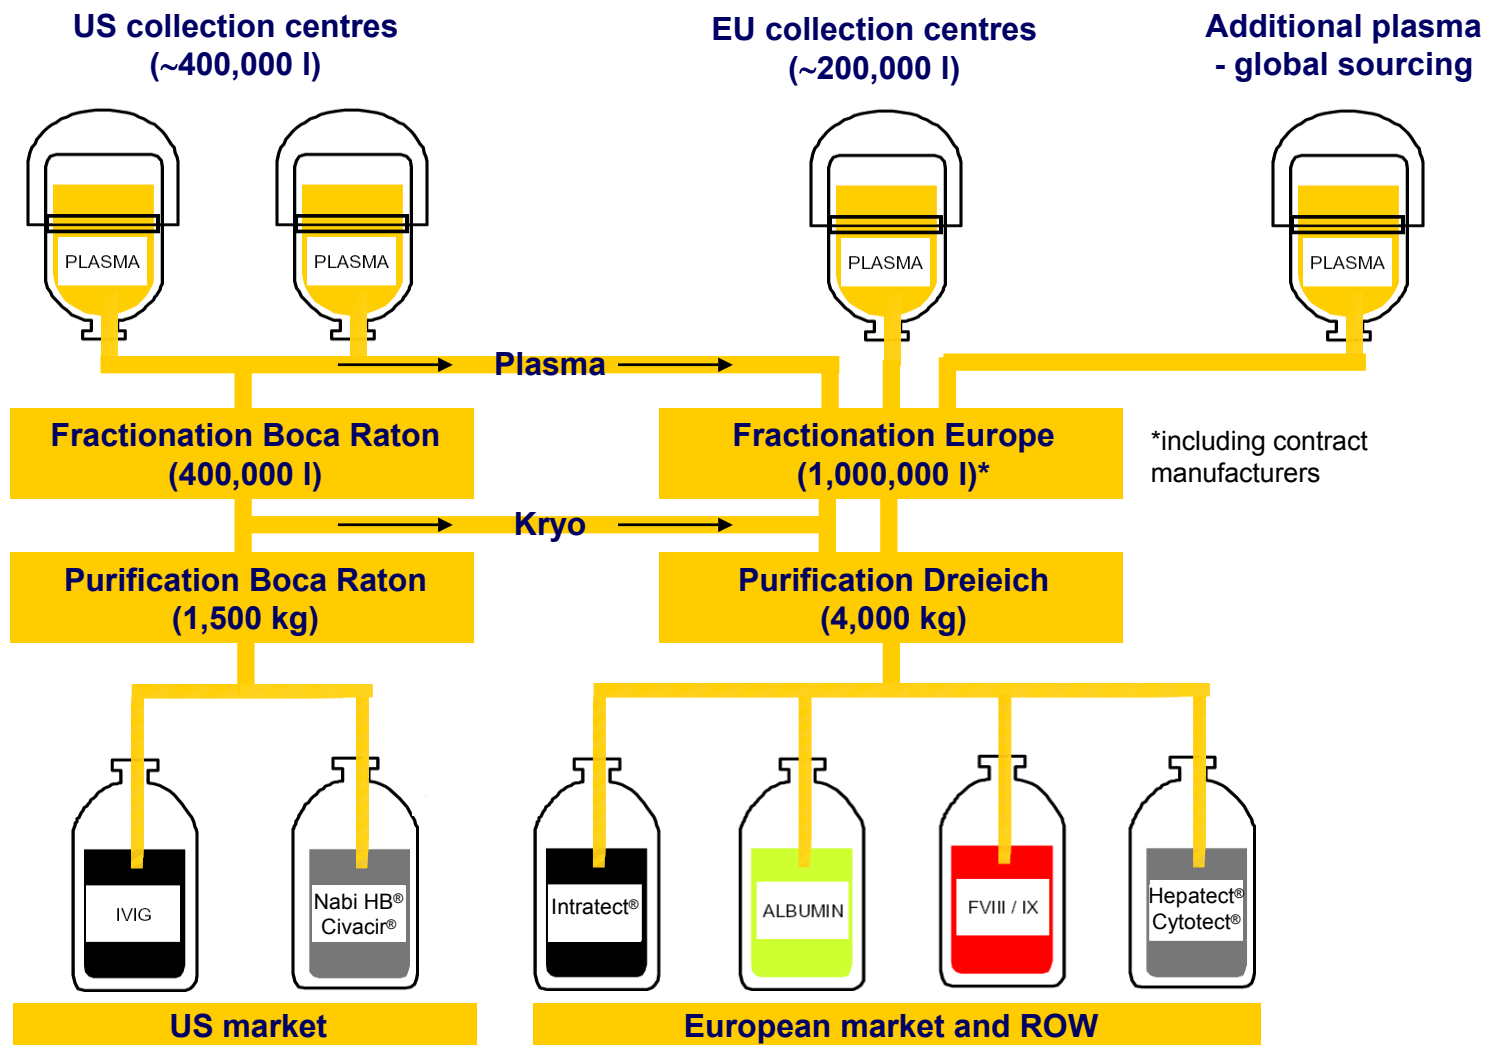 US collection centres
(~400,000 l)
EU collection centres
(~200,000 l)
Additional plasma
- global sourcing
PLASMA
PLASMA
PLASMA
PLASMA
Plasma
Fractionation Boca Raton
(400,000 l)
Fractionation Europe
(1,000,000 l)*
*including contract
manufacturers
Kryo
Purification Boca Raton
(1,500 kg)
Purification Dreieich
(4,000 kg)
IVIG
Nabi HB®
Civacir®
Intratect®
ALBUMIN
FVIII / IX
Hepatect®
Cytotect®
US market
European market and ROW